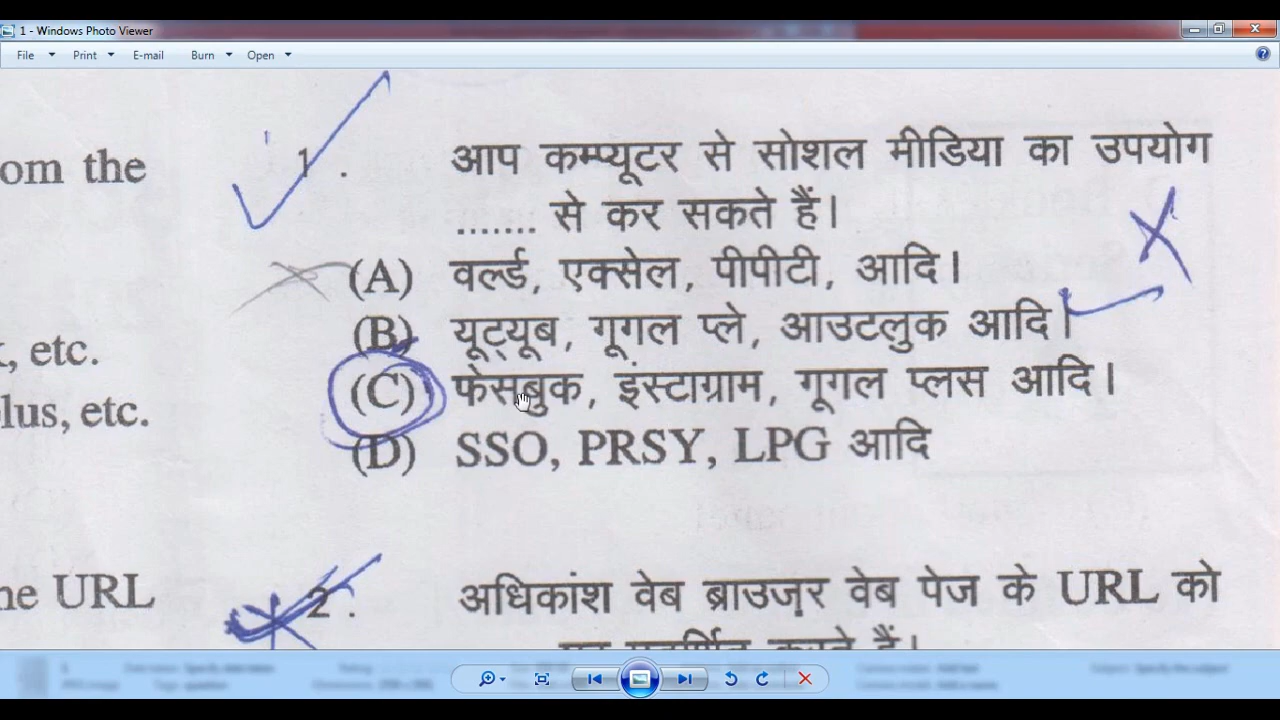 1 - Windows Photo Viewer
File Print E-mail Burn Open
om the
1. आप कम्प्यूटर से सोशल मीडिया का उपयोग
....... से कर सकते हैं।
(A) वर्ल्ड, एक्सेल, पीपीटी, आदि।
(B) यूट्यूब, गूगल प्ले, आउटलुक आदि।
, etc.
(C) फेसबुक, इंस्टाग्राम, गूगल प्लस आदि।
lus, etc.
(D) SSO, PRSY, LPG आदि
ne URL
2. अधिकांश वेब ब्राउज़र वेब पेज के URL को
करते हैं।